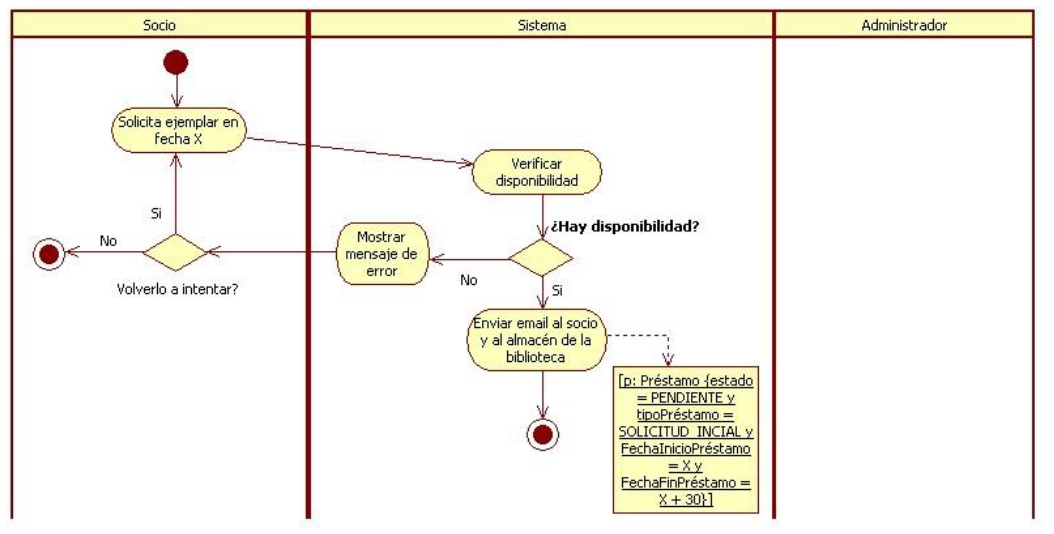 Socio
Sistema
Administrador
Solicita ejemplar en
fecha X
Verificar
disponibilidad
¿Hay disponibilidad?
Si
No
Mostrar
mensaje de
error
No
Volverlo a intentar?
Si
Enviar email al socio
y al almacén de la
biblioteca
[p: Préstamo {estado
= PENDIENTE y
tipoPréstamo =
SOLICITUD_INCIAL y
FechaInicioPréstamo
= X y
FechaFinPréstamo =
X + 30}]